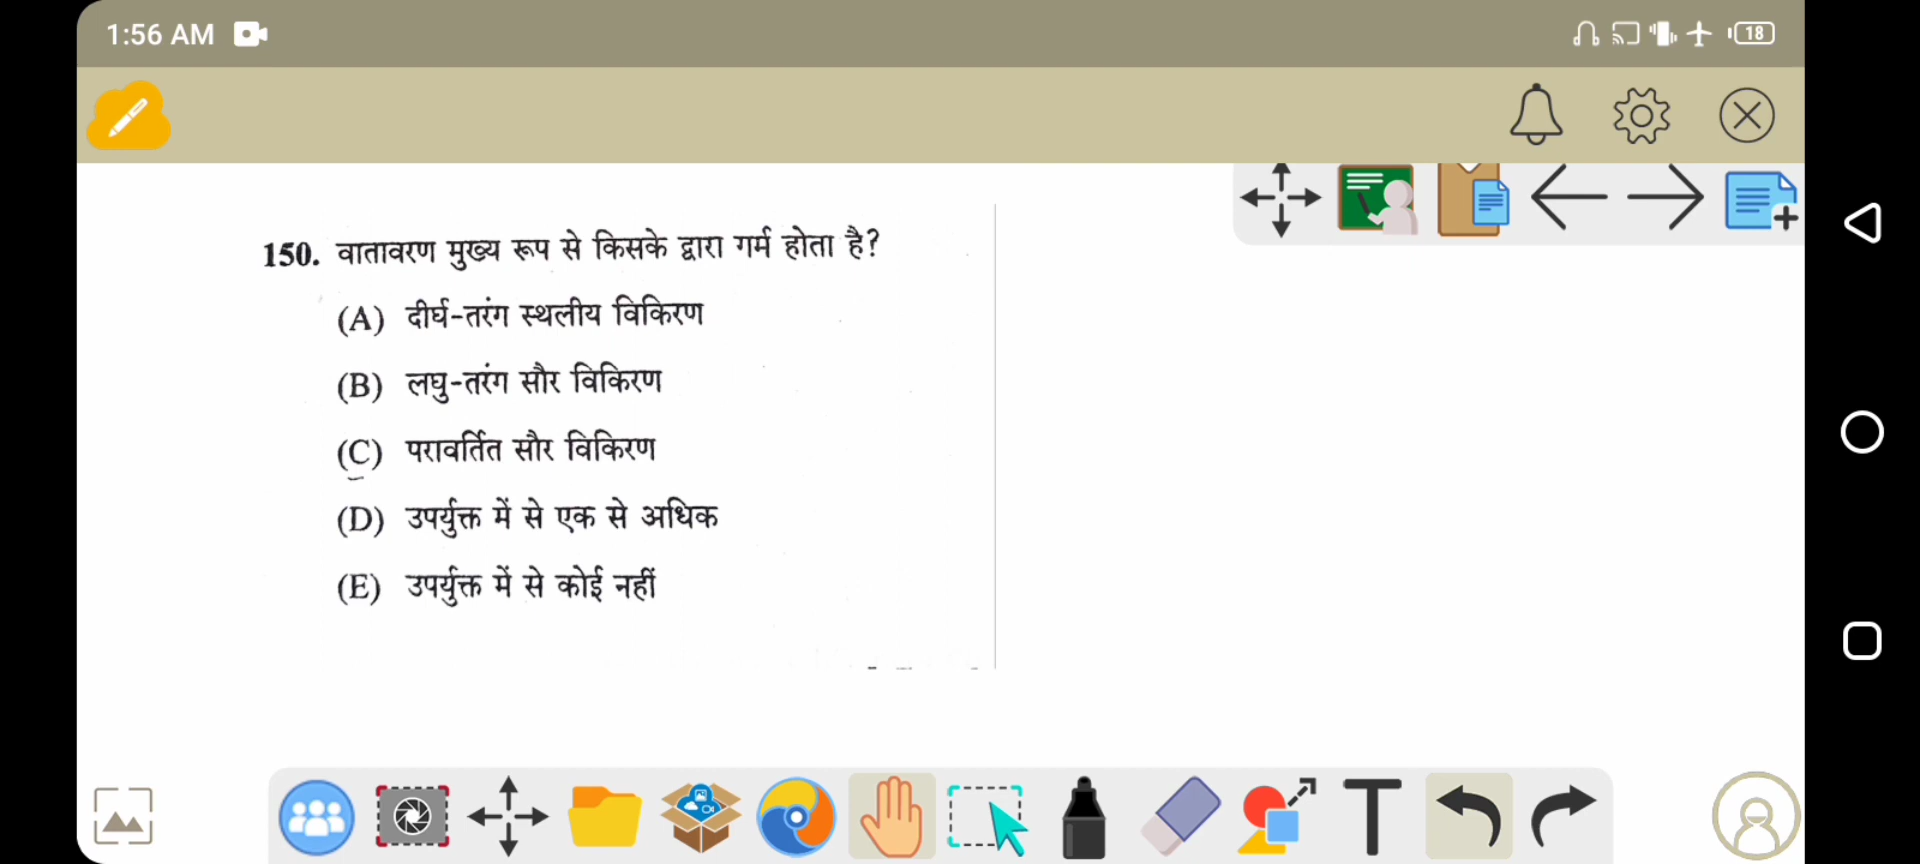 1:56 AM
18
150. वातावरण मुख्य रूप से किसके द्वारा गर्म होता है?
(A) दीर्घ-तरंग स्थलीय विकिरण
(B) लघु-तरंग सौर विकिरण
(C) परावर्तित सौर विकिरण
(D) उपर्युक्त में से एक से अधिक
(E) उपर्युक्त में से कोई नहीं
T